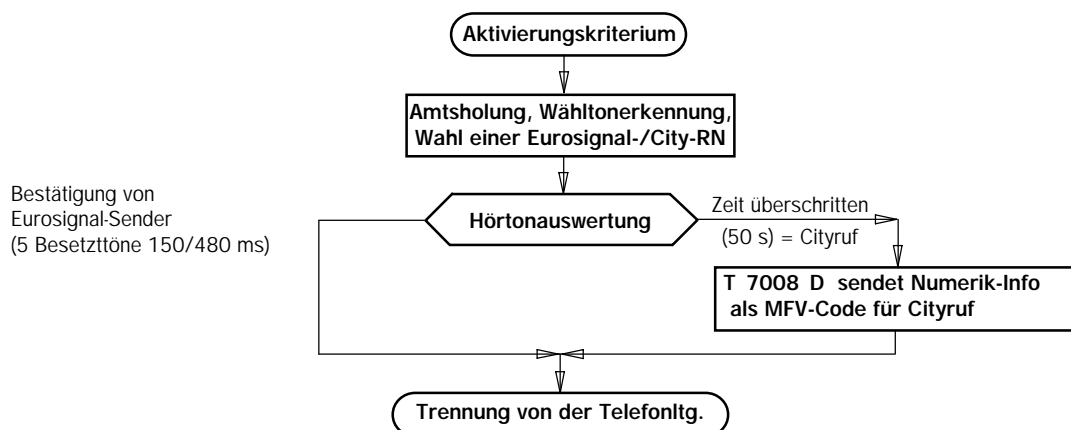 Aktivierungskriterium
Amtsholung, Wähltonerkennung,
Wahl einer Eurosignal-/City-RN
Bestätigung von
Eurosignal-Sender
(5 Besetzttöne 150/480 ms)
Hörtonauswertung
Zeit überschritten
(50 s) = Cityruf
T 7008 D sendet Numerik-Info
als MFV-Code für Cityruf
Trennung von der Telefonltg.